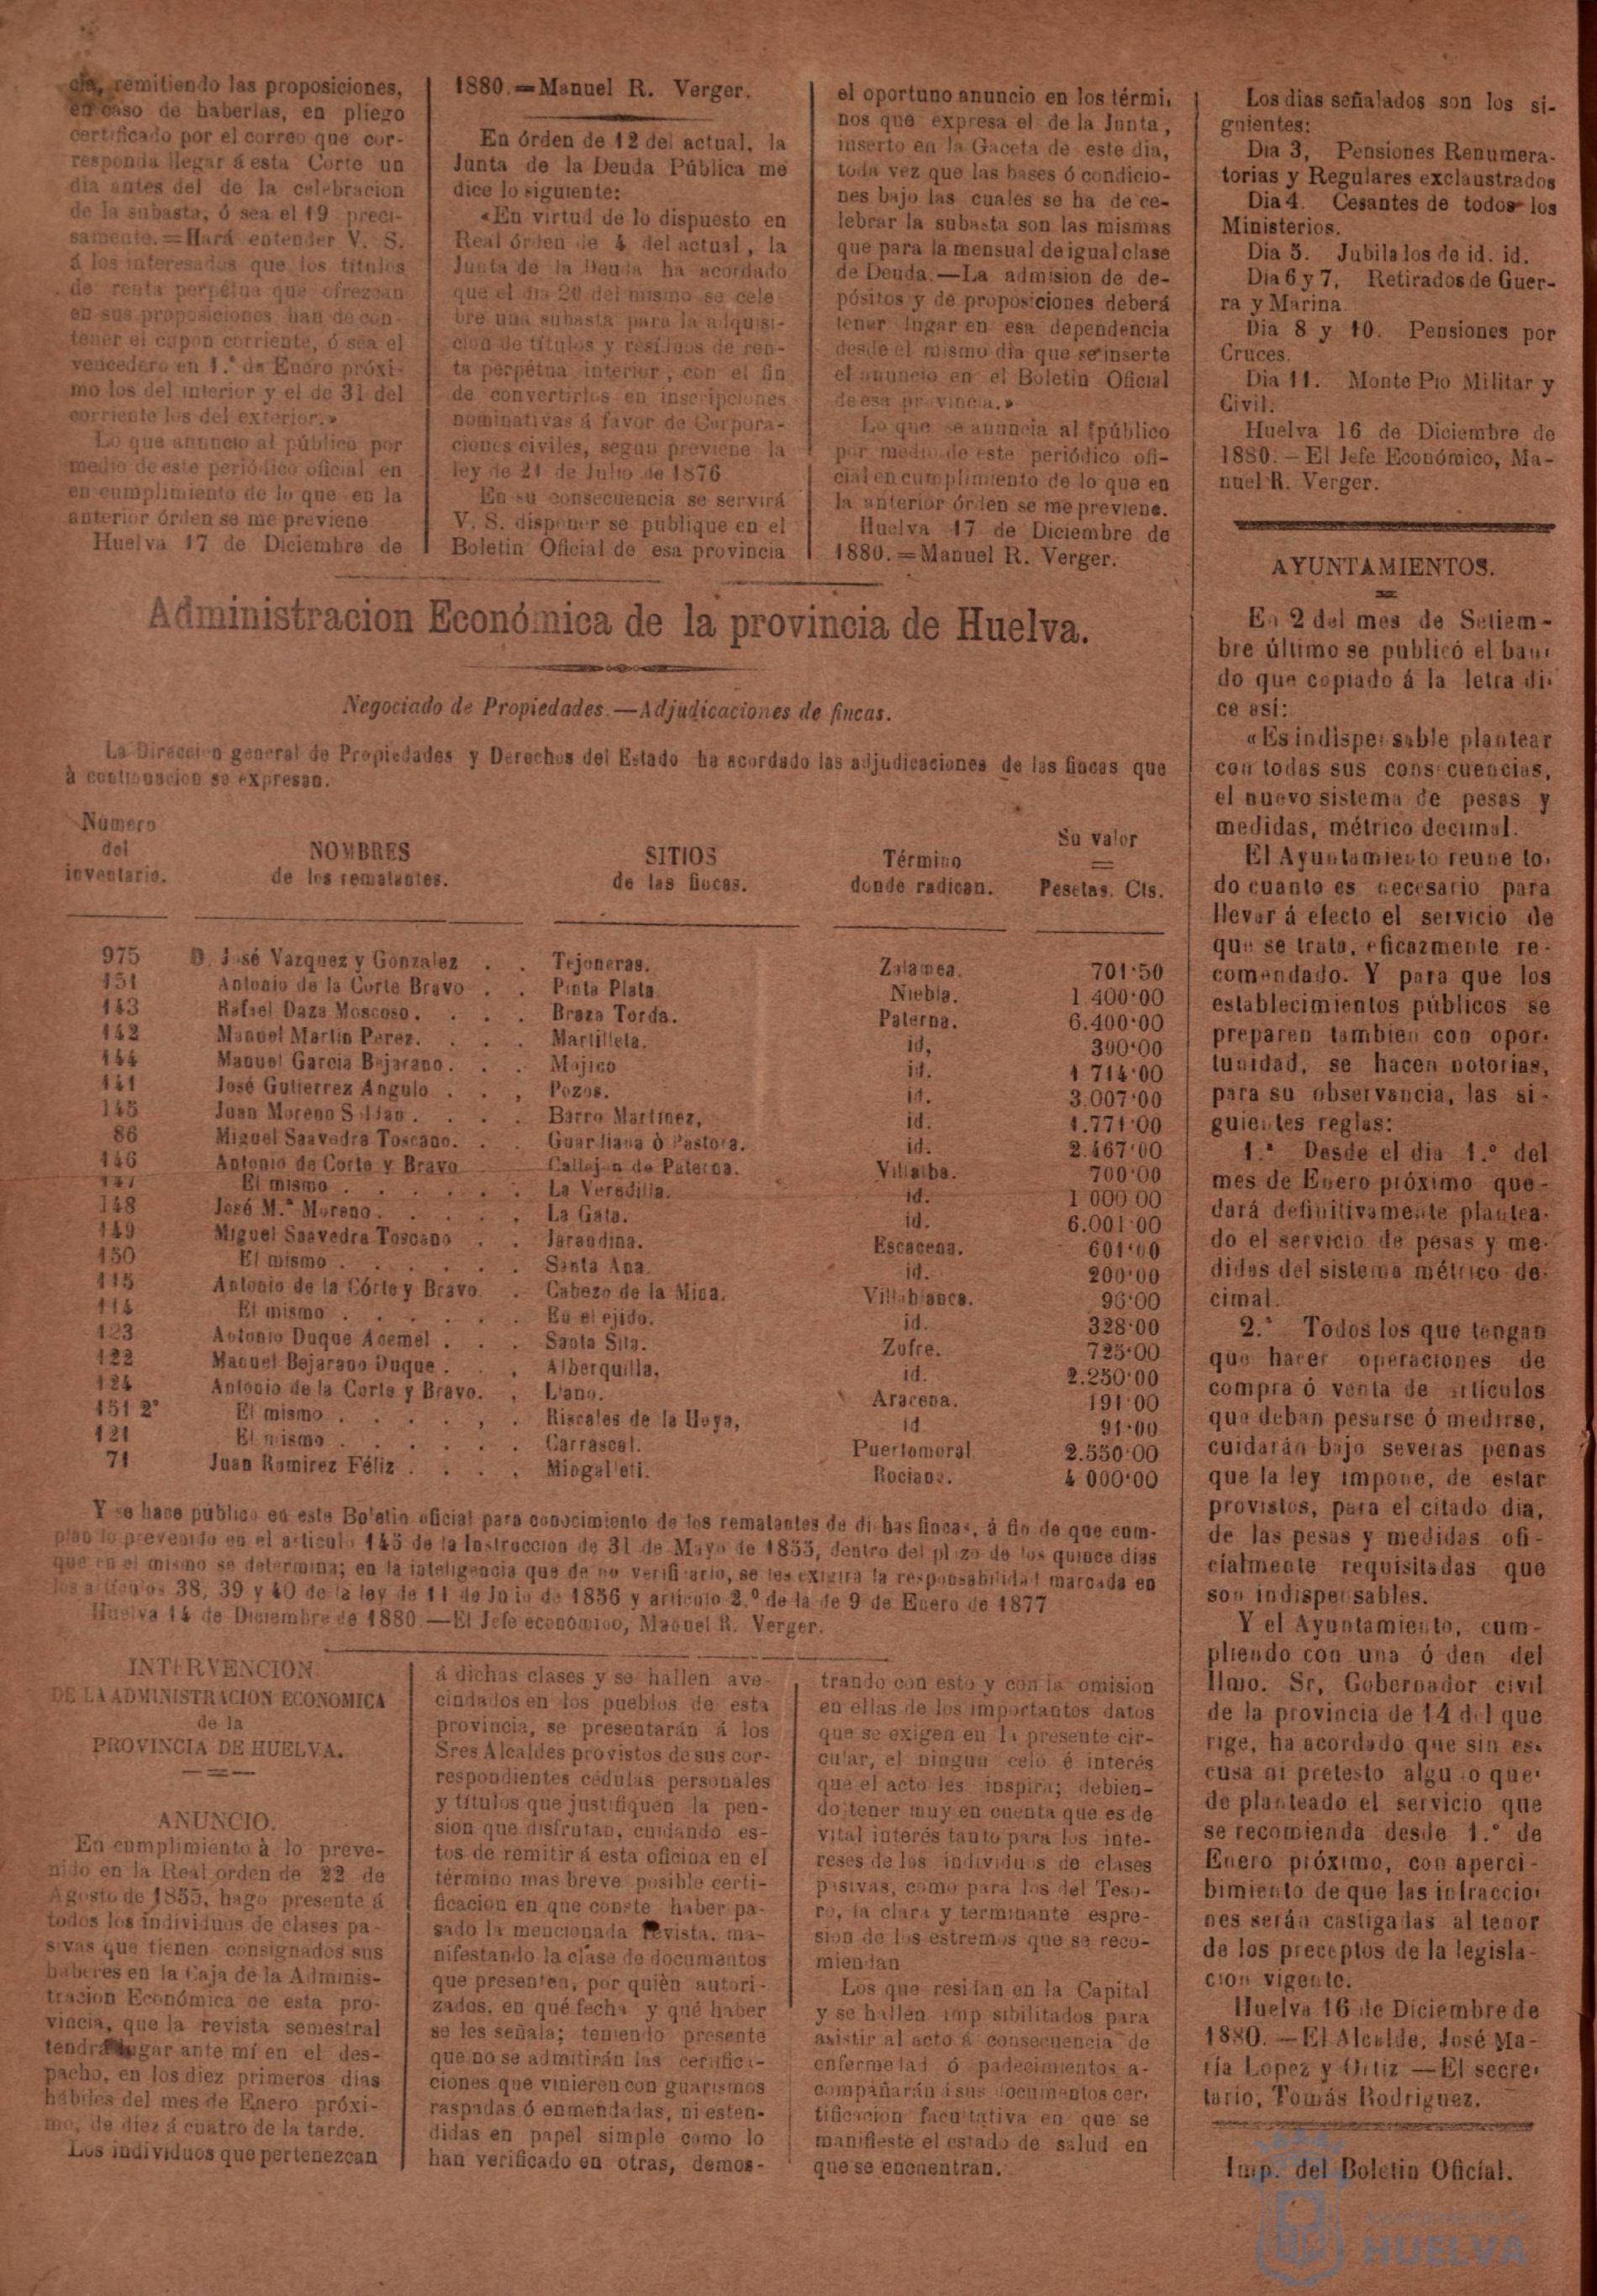 cia, remitiendo las proposiciones,
en caso de haberlas, en pliego
certificado por el correo que cor-
responda llegar á esta Corte un
dia antes del de la celebracion
de la subasta, ó sea el 19 preci-
samente.=Hará entender V. S.
á los interesados que los títulos
de renta perpétua que ofrezcan
en sus proposiciones han de con-
tener el cupon corriente, ó sea el
vencedero en 1.° de Enero próxi-
mo los del interior y el de 31 del
corriente los del exterior.»
Lo que anuncio al público por
medio de este periódico oficial en
en cumplimiento de lo que en la
anterior órden se me previene
Huelva 17 de Diciembre de
1880.=Manuel R. Verger.
En órden de 12 del actual, la
Junta de la Deuda Pública me
dice lo siguiente:
«En virtud de lo dispuesto en
Real órden de 4 del actual, la
Junta de la Deuda ha acordado
que el dia 20 del mismo se cele
bre una subasta para la adquisi-
cion de títulos y residuos de ren-
ta perpétua interior, con el fin
de convertirlos en inscripciones
nominativas á favor de Corpora-
ciones civiles, segun previene la
ley de 21 de Julio de 1876
En su consecuencia se servirá
V. S. disponer se publique en el
Boletin Oficial de esa provincia
el oportuno anuncio en los térmi,
nos que expresa el de la Junta,
inserto en la Gaceta de este dia,
toda vez que las bases ó condicio-
nes bajo las cuales se ha de ce-
lebrar la subasta son las mismas
que para la mensual de igual clase
de Deuda.—La admision de de-
pósitos y de proposiciones deberá
tener lugar en esa dependencia
desde el mismo dia que se inserte
el anuncio en el Boletin Oficial
de esa provincia.»
Lo que se anuncia al público
por medio de este periódico ofi-
cial en cumplimiento de lo que en
la anterior órden se me previene.
Huelva 17 de Diciembre de
1880.=Manuel R. Verger.
Administracion Económica de la provincia de Huelva.
Negociado de Propiedades.—Adjudicaciones de fincas.
La Direccion general de Propiedades y Derechos del Estado ha acordado las adjudicaciones de las fincas que
à continuacion se expresan.
Número del inventario. NOMBRES de los rematantes. SITIOS de las fincas. Término donde radican. Su valor = Pesetas. Cts.
975 D. José Vazquez y Gonzalez . . Tejoneras. Zalamea. 701'50
151 Antonio de la Corte Bravo . . Pinta Plata. Niebla. 1 400'00
143 Rafael Daza Moscoso. . . . Braza Torda. Paterna. 6.400'00
142 Manuel Martin Perez. . . . Martilleta. id, 300'00
144 Manuel Garcia Bejarano. . . Mojico id. 1 714'00
141 José Gutierrez Angulo . . , Pozos. id. 3.007'00
145 Juan Moreno S . . . . Barro Martinez, id. 1.771'00
86 Miguel Saavedra Toscano. . Guardiana ò Pastora. id. 2.467'00
146 Antonio de Corte y Bravo Callejon de Paterna. Villalba. 700'00
147 El mismo . . . . . . La Veredilla. id. 1 000 00
148 José M.ª Moreno . . . . , La Gata. id. 6.001'00
149 Miguel Saavedra Toscano . . Jarandina. Escacena. 601'00
150 El mismo . . . . . . Santa Ana. id. 200'00
115 Antonio de la Córte y Bravo . Cabezo de la Mina. Villablanca. 96'00
114 El mismo . . . . . . En el ejido. id. 328'00
123 Antonio Duque Acemel . . . Santa Sita. Zufre. 725'00
122 Manuel Bejarano Duque . . , Alberquilla, id. 2.250'00
124 Antonio de la Corte y Bravo. , Llano. Aracena. 191'00
151 2° El mismo . . . . , . Riscales de la Hoya, id 91'00
121 El mismo . . . . . . Carrascal. Puertomoral 2.550'00
71 Juan Ramirez Féliz . . . , Rociana. 4 000'00
Y se hace público en este Boletin oficial para conocimiento de los rematantes de dichas fincas, á fin de que cum-
plan lo prevenido en el articulo 145 de la Instruccion de 31 de Mayo de 1855, dentro del plazo de los quince dias
que en el mismo se determina; en la inteligencia que de no verificarlo, se les exigirá la responsabilidad marcada en
los articulos 38, 39 y 40 de la ley de 11 de Julio de 1856 y articulo 2.° de la de 9 de Enero de 1877
Huelva 14 de Diciembre de 1880.—El Jefe económico, Manuel R. Verger.
INTERVENCION
DE LA ADMINISTRACION ECONOMICA
de la
PROVINCIA DE HUELVA.
ANUNCIO.
En cumplimiento à lo preve-
nido en la Real orden de 22 de
Agosto de 1855, hago presente á
todos los individuos de clases pa-
sivas que tienen consignados sus
haberes en la Caja de la Adminis-
tracion Económica de esta pro-
vincia, que la revista semestral
tendrá lugar ante mí en el des-
pacho, en los diez primeros dias
hábiles del mes de Enero próxi-
mo, de diez á cuatro de la tarde.
Los individuos que pertenezcan
á dichas clases y se hallen ave-
cindados en los pueblos de esta
provincia, se presentarán á los
Sres Alcaldes provistos de sus cor-
respondientes cédulas personales
y títulos que justifiquen la pen-
sion que disfrutan, cuidando es-
tos de remitir á esta oficina en el
término mas breve posible certi-
ficacion en que conste haber pa-
sado la mencionada revista, ma-
nifestando la clase de documentos
que presenten, por quièn autori-
zados, en qué fecha y qué haber
se les señala; teniendo presente
que no se admitirán las certifica-
ciones que vinieren con guarismos
raspadas ó enmendadas, ni esten-
didas en papel simple como lo
han verificado en otras, demos-
trando con esto y con la omision
en ellas de los importantes datos
que se exigen en la presente cir-
cular, el ningun celo é interés
que el acto les inspira; debien-
do tener muy en cuenta que es de
vital interés tanto para los inte-
reses de los individuos de clases
pasivas, como para los del Teso-
ro, la clara y terminante espre-
sion de los estremos que se reco-
miendan
Los que residan en la Capital
y se hallen imposibilitados para
asistir al acto á consecuencia de
enfermedad ó padecimientos a-
compañarán á sus documentos cer,
tificacion facultativa en que se
manifieste el estado de salud en
que se encuentran.
Los dias señalados son los si-
guientes:
Dia 3, Pensiones Renumera-
torias y Regulares exclaustrados
Dia 4. Cesantes de todos los
Ministerios.
Dia 5. Jubilados de id. id.
Dia 6 y 7, Retirados de Guer-
ra y Marina.
Dia 8 y 10. Pensiones por
Cruces.
Dia 11. Monte Pio Militar y
Civil.
Huelva 16 de Diciembre de
1880.—El Jefe Económico, Ma-
nuel R. Verger.
AYUNTAMIENTOS.
En 2 del mes de Setiem-
bre último se publicó el ban-
do que copiado á la letra di-
ce asi:
«Es indispensable plantear
con todas sus consecuencias,
el nuevo sistema de pesas y
medidas, métrico decimal.
El Ayuntamiento reune to-
do cuanto es necesario para
llevar á efecto el servicio de
que se trata, eficazmente re-
comendado. Y para que los
establecimientos públicos se
preparen tambien con opor-
tunidad, se hacen notorias,
para su observancia, las si-
guientes reglas:
1.ª Desde el dia 1.° del
mes de Enero próximo que-
dará definitivamente plantea-
do el servicio de pesas y me-
didas del sistema métrico de-
cimal.
2.ª Todos los que tengan
que hacer operaciones de
compra ó venta de artículos
que deban pesarse ó medirse,
cuidarán bajo severas penas
que la ley impone, de estar
provistos, para el citado dia,
de las pesas y medidas ofi-
cialmente requisitadas que
son indispensables.
Y el Ayuntamiento, cum-
pliendo con una órden del
Ilmo. Sr, Gobernador civil
de la provincia de 14 del que
rige, ha acordado que sin es-
cusa ni pretesto alguno que-
de planteado el servicio que
se recomienda desde 1.° de
Enero próximo, con aperci-
bimiento de que las infraccio-
nes serán castigadas al tenor
de los preceptos de la legisla-
cion vigente.
Huelva 16 de Diciembre de
1880.—El Alcalde, José Ma-
ría Lopez y Ortiz —El secre-
tario, Tomás Rodriguez.
Imp. del Boletin Oficial.
HUELVA